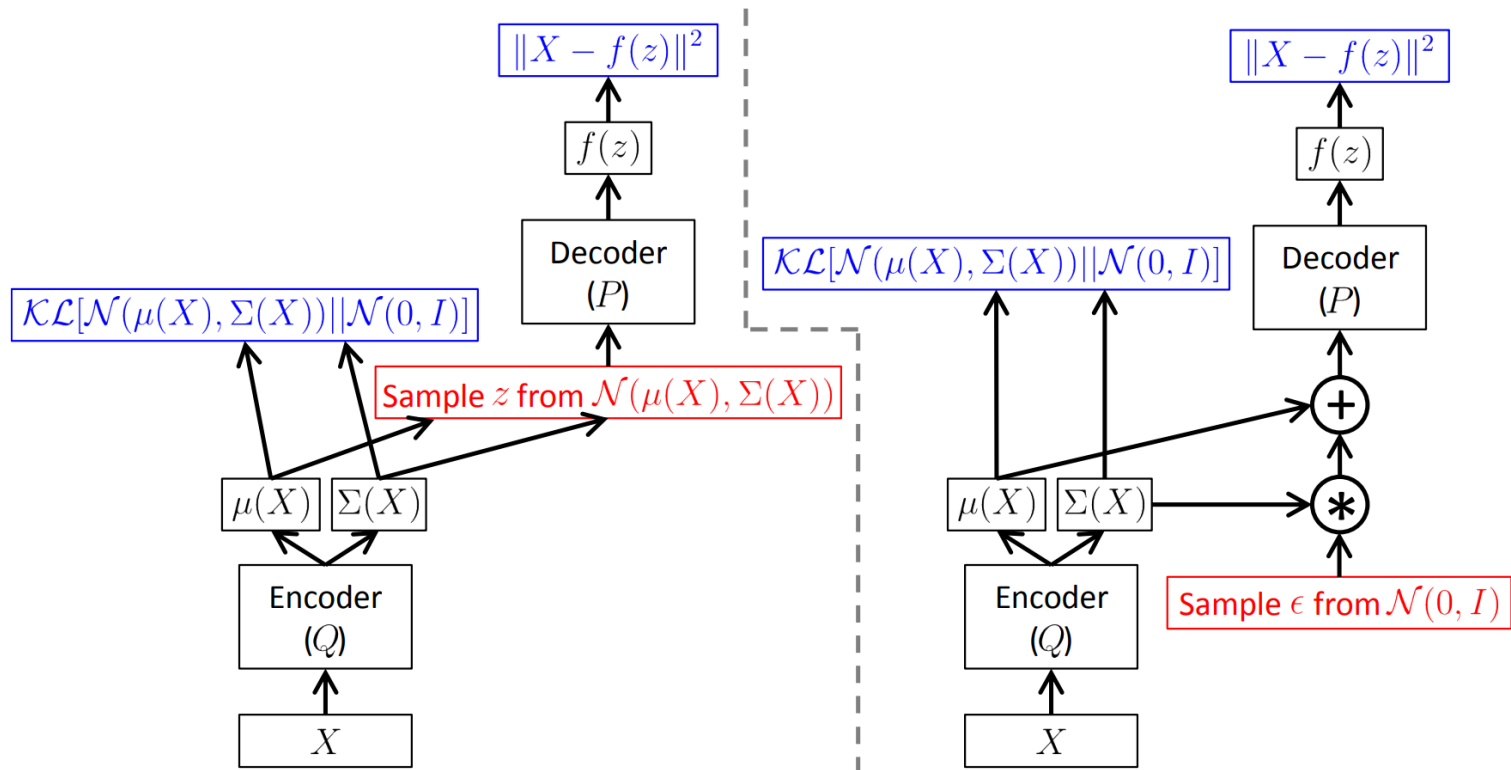 ‖X − f(z)‖²
f(z)
Decoder
(P)
𝒦ℒ[𝒩(μ(X), Σ(X))||𝒩(0, I)]
Sample z from 𝒩(μ(X), Σ(X))
μ(X)
Σ(X)
Encoder
(Q)
X
‖X − f(z)‖²
f(z)
Decoder
(P)
𝒦ℒ[𝒩(μ(X), Σ(X))||𝒩(0, I)]
+
μ(X)
Σ(X)
*
Encoder
(Q)
Sample ϵ from 𝒩(0, I)
X